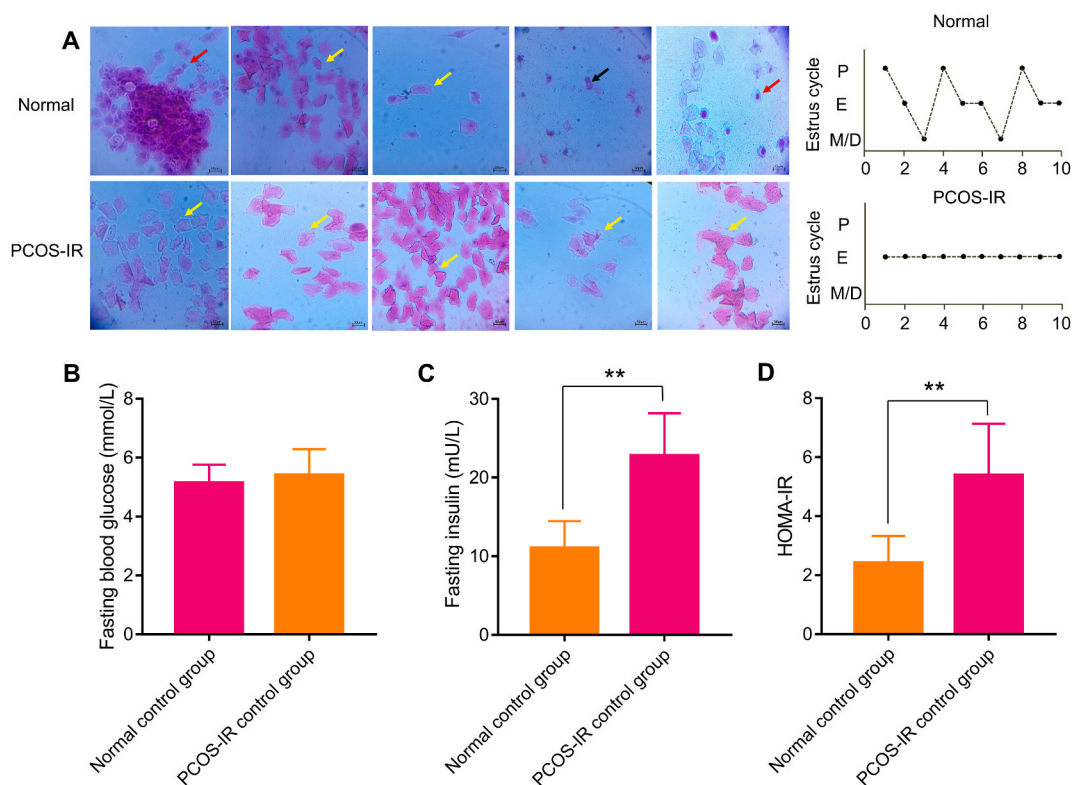 A
Normal
PCOS-IR
Normal
Estrus cycle
P
E
M/D
0 2 4 6 8 10
PCOS-IR
Estrus cycle
P
E
M/D
0 2 4 6 8 10
B
Fasting blood glucose (mmol/L)
8
6
4
2
0
Normal control group
PCOS-IR control group
C
**
Fasting insulin (mU/L)
30
20
10
0
Normal control group
PCOS-IR control group
D
**
HOMA-IR
8
6
4
2
0
Normal control group
PCOS-IR control group